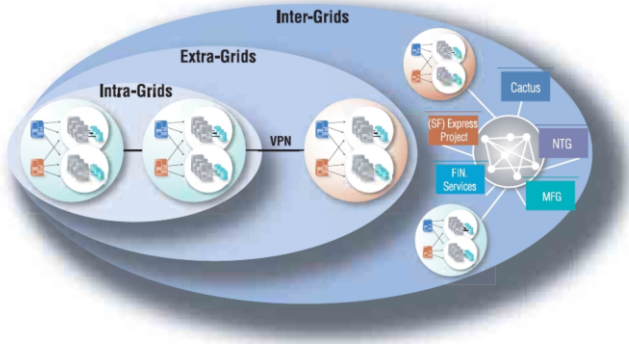 Inter-Grids
Extra-Grids
Intra-Grids
VPN
Cactus
(SF) Express
Project
NTG
FIN.
Services
MFG